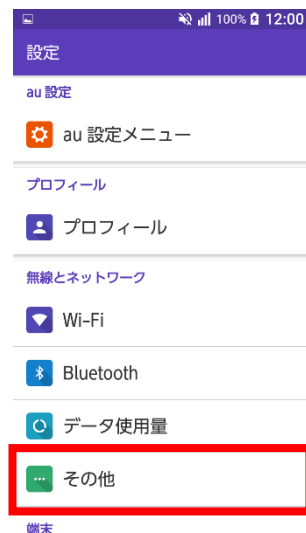 100% 12:00
設定
au 設定
au 設定メニュー
プロフィール
プロフィール
無線とネットワーク
Wi-Fi
Bluetooth
データ使用量
その他
端末